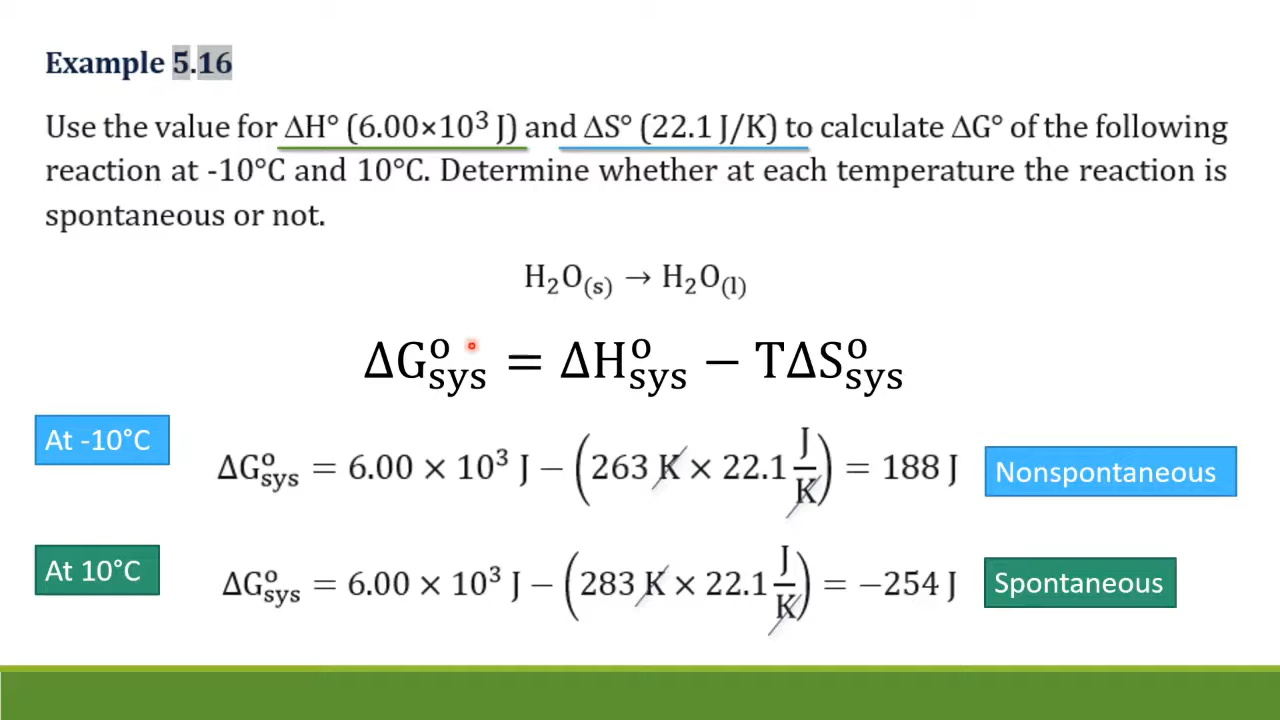 Example 5.16
Use the value for ΔH° (6.00×10³ J) and ΔS° (22.1 J/K) to calculate ΔG° of the following
reaction at -10°C and 10°C. Determine whether at each temperature the reaction is
spontaneous or not.
H₂O(s) → H₂O(l)
ΔG°sys = ΔH°sys − TΔS°sys
At -10°C
ΔG°sys = 6.00 × 10³ J − (263 K × 22.1 J/K) = 188 J
Nonspontaneous
At 10°C
ΔG°sys = 6.00 × 10³ J − (283 K × 22.1 J/K) = −254 J
Spontaneous